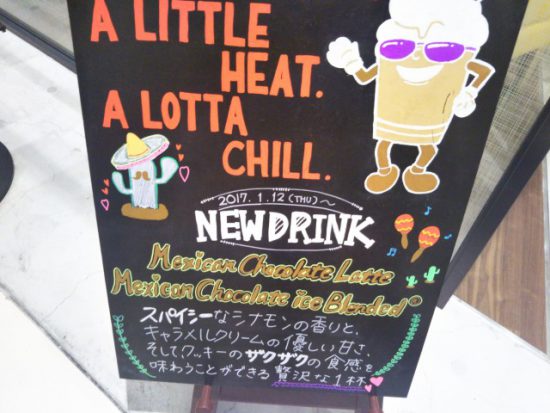 A LITTLE
HEAT.
A LOTTA
CHILL.
2017. 1. 12 (THU)~
NEW DRINK
Mexican Chocolate Latte
Mexican Chocolate ice Blended®
スパイシーなシナモンの香りと、
キャラメルクリームの優しい甘さ、
そしてクッキーのザクザクの食感を
味わうことができる贅沢な1杯